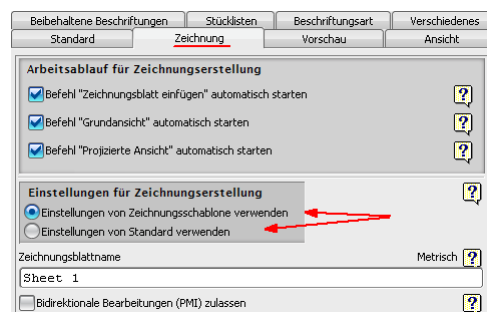 Beibehaltene Beschriftungen Stücklisten Beschriftungsart Verschiedenes
Standard Zeichnung Vorschau Ansicht
Arbeitsablauf für Zeichnungserstellung
Befehl "Zeichnungsblatt einfügen" automatisch starten ?
Befehl "Grundansicht" automatisch starten ?
Befehl "Projizierte Ansicht" automatisch starten ?
Einstellungen für Zeichnungserstellung ?
Einstellungen von Zeichnungsschablone verwenden
Einstellungen von Standard verwenden
Zeichnungsblattname Metrisch ?
Sheet 1
Bidirektionale Bearbeitungen (PMI) zulassen ?